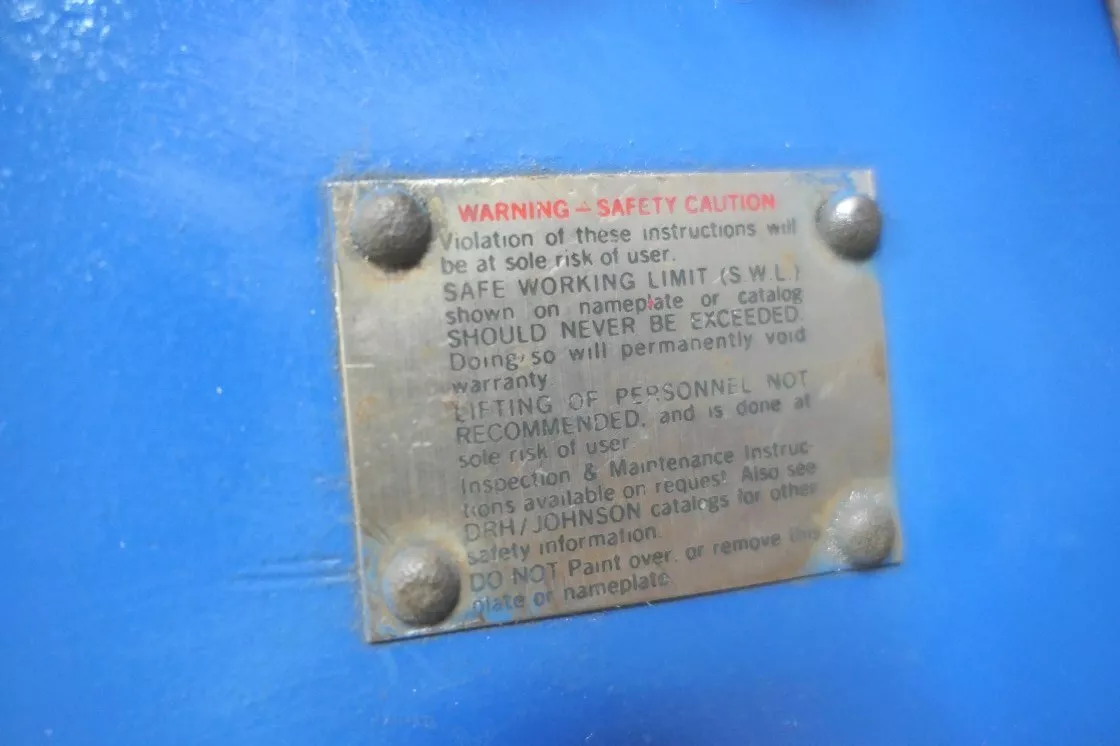 WARNING – SAFETY CAUTION
Violation of these instructions will
be at sole risk of user.
SAFE WORKING LIMIT (S.W.L.)
shown on nameplate or catalog
SHOULD NEVER BE EXCEEDED.
Doing so will permanently void
warranty.
LIFTING OF PERSONNEL NOT
RECOMMENDED, and is done at
sole risk of user
Inspection & Maintenance Instruc-
tions available on request. Also see
DRH/JOHNSON catalogs for other
safety information.
DO NOT Paint over, or remove this
plate or nameplate